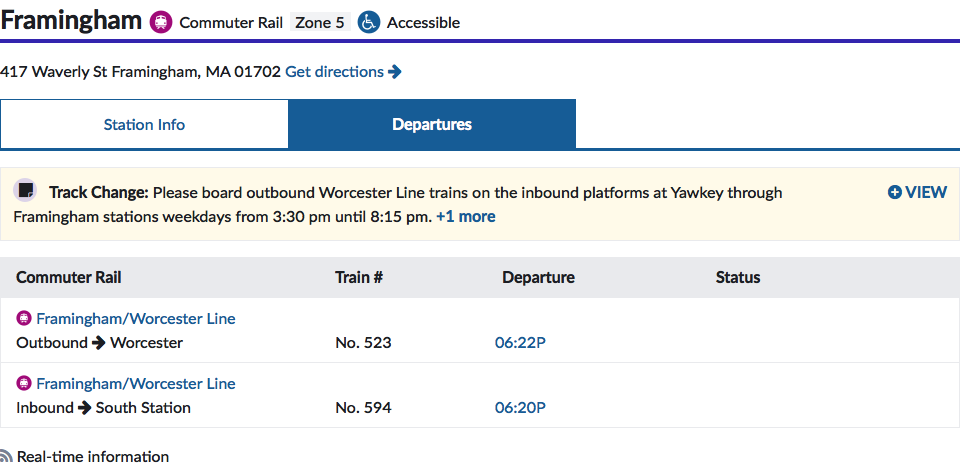 Framingham Commuter Rail Zone 5 Accessible
417 Waverly St Framingham, MA 01702 Get directions
Station Info Departures
Track Change: Please board outbound Worcester Line trains on the inbound platforms at Yawkey through VIEW
Framingham stations weekdays from 3:30 pm until 8:15 pm. +1 more
Commuter Rail Train # Departure Status
Framingham/Worcester Line
Outbound → Worcester No. 523 06:22P
Framingham/Worcester Line
Inbound → South Station No. 594 06:20P
Real-time information